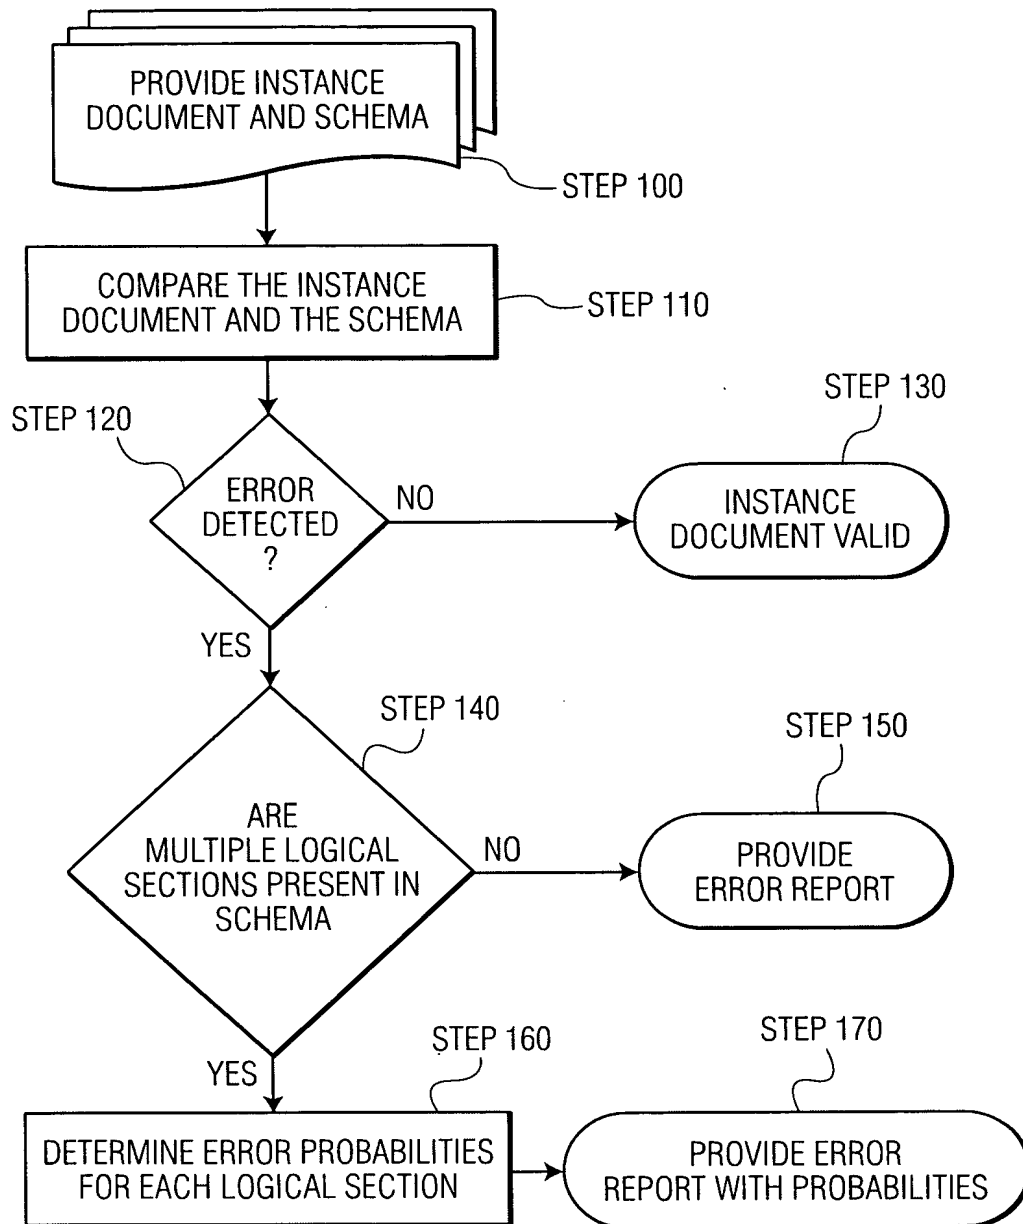 PROVIDE INSTANCE
DOCUMENT AND SCHEMA
STEP 100
COMPARE THE INSTANCE
DOCUMENT AND THE SCHEMA
STEP 110
STEP 120
ERROR
DETECTED
?
NO
STEP 130
INSTANCE
DOCUMENT VALID
YES
STEP 140
ARE
MULTIPLE LOGICAL
SECTIONS PRESENT IN
SCHEMA
NO
STEP 150
PROVIDE
ERROR REPORT
YES
STEP 160
DETERMINE ERROR PROBABILITIES
FOR EACH LOGICAL SECTION
STEP 170
PROVIDE ERROR
REPORT WITH PROBABILITIES